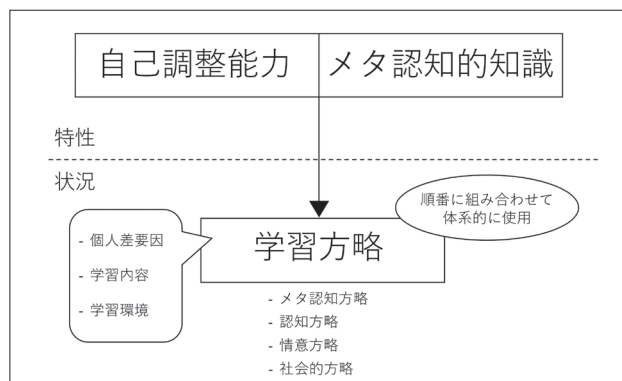 自己調整能力
メタ認知的知識
特性
状況
順番に組み合わせて
体系的に使用
- 個人差要因
- 学習内容
- 学習環境
学習方略
- メタ認知方略
- 認知方略
- 情意方略
- 社会的方略